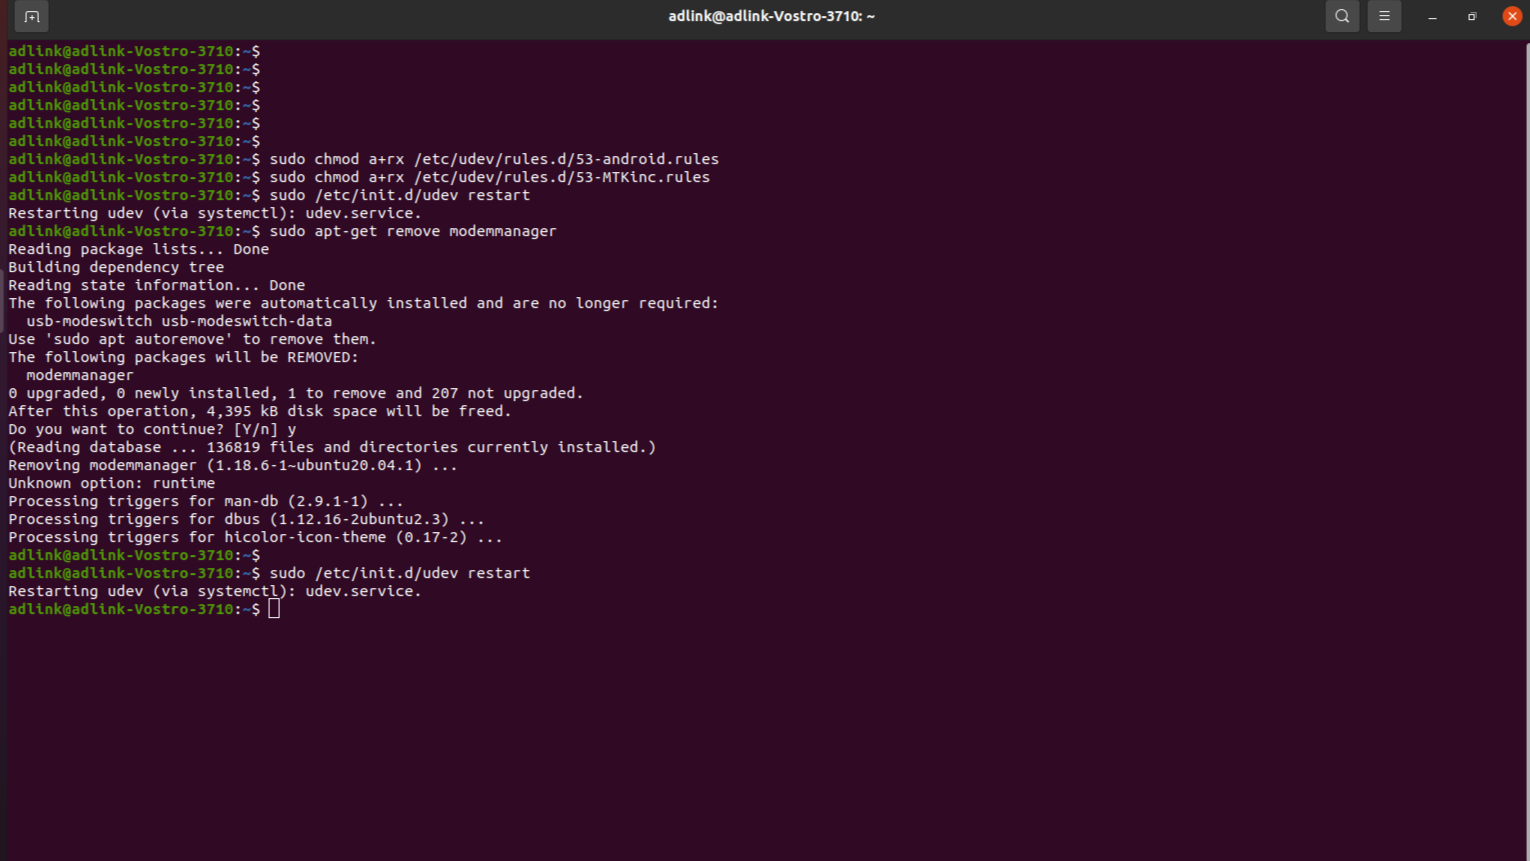 adlink@adlink-Vostro-3710: ~
adlink@adlink-Vostro-3710:~$
adlink@adlink-Vostro-3710:~$
adlink@adlink-Vostro-3710:~$
adlink@adlink-Vostro-3710:~$
adlink@adlink-Vostro-3710:~$
adlink@adlink-Vostro-3710:~$
adlink@adlink-Vostro-3710:~$ sudo chmod a+rx /etc/udev/rules.d/53-android.rules
adlink@adlink-Vostro-3710:~$ sudo chmod a+rx /etc/udev/rules.d/53-MTKinc.rules
adlink@adlink-Vostro-3710:~$ sudo /etc/init.d/udev restart
Restarting udev (via systemctl): udev.service.
adlink@adlink-Vostro-3710:~$ sudo apt-get remove modemmanager
Reading package lists... Done
Building dependency tree
Reading state information... Done
The following packages were automatically installed and are no longer required:
  usb-modeswitch usb-modeswitch-data
Use 'sudo apt autoremove' to remove them.
The following packages will be REMOVED:
  modemmanager
0 upgraded, 0 newly installed, 1 to remove and 207 not upgraded.
After this operation, 4,395 kB disk space will be freed.
Do you want to continue? [Y/n] y
(Reading database ... 136819 files and directories currently installed.)
Removing modemmanager (1.18.6-1~ubuntu20.04.1) ...
Unknown option: runtime
Processing triggers for man-db (2.9.1-1) ...
Processing triggers for dbus (1.12.16-2ubuntu2.3) ...
Processing triggers for hicolor-icon-theme (0.17-2) ...
adlink@adlink-Vostro-3710:~$
adlink@adlink-Vostro-3710:~$ sudo /etc/init.d/udev restart
Restarting udev (via systemctl): udev.service.
adlink@adlink-Vostro-3710:~$